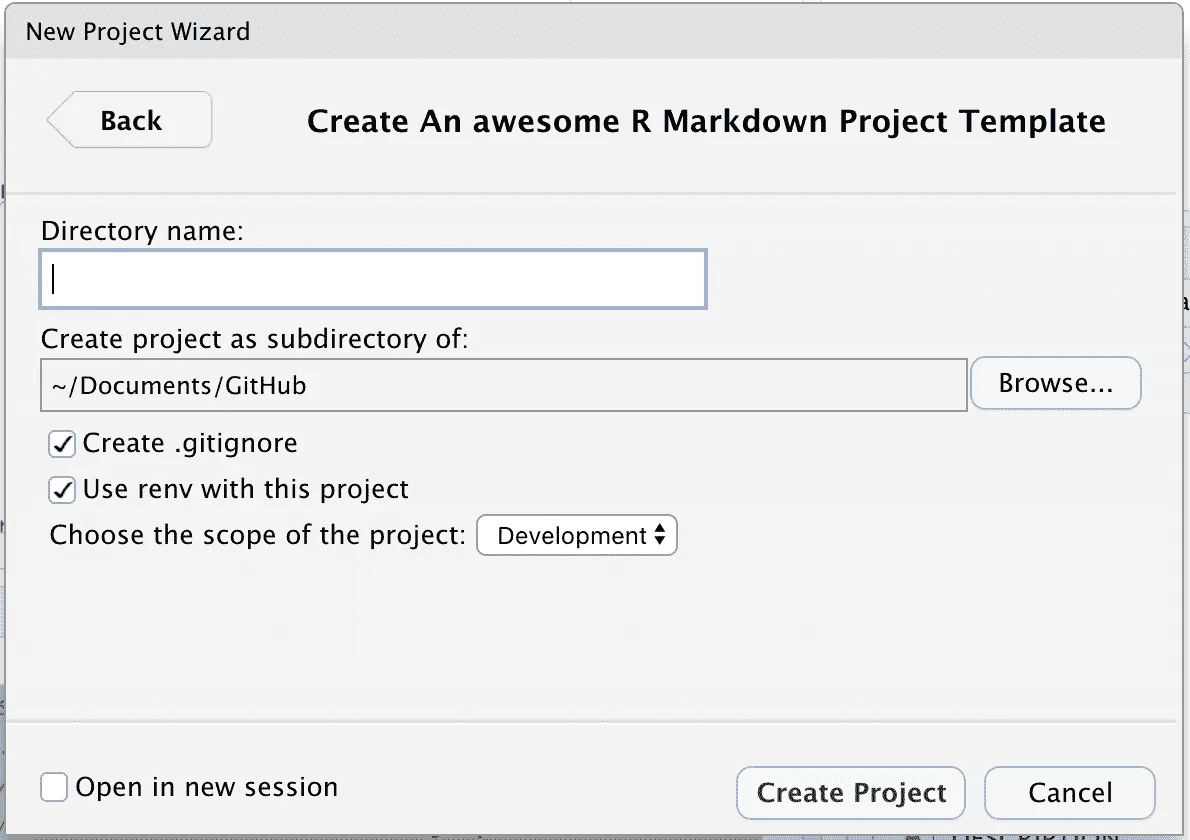 New Project Wizard
Back
Create An awesome R Markdown Project Template
Directory name:
Create project as subdirectory of:
~/Documents/GitHub
Browse...
Create .gitignore
Use renv with this project
Choose the scope of the project: Development
Open in new session
Create Project
Cancel